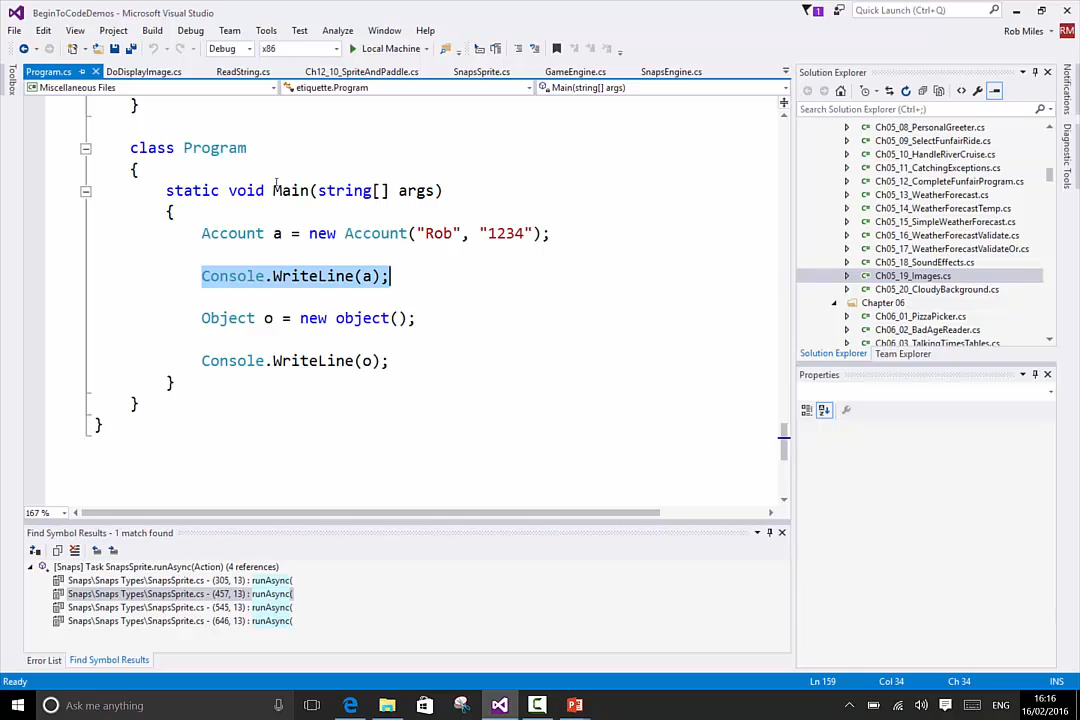 BeginToCodeDemos - Microsoft Visual Studio
1
Quick Launch (Ctrl+Q)
File Edit View Project Build Debug Team Tools Test Analyze Window Help
Rob Miles
RM
Debug x86 Local Machine
Toolbox
Program.cs DoDisplayImage.cs ReadString.cs Ch12_10_SpriteAndPaddle.cs SnapsSprite.cs GameEngine.cs SnapsEngine.cs
Miscellaneous Files etiquette.Program Main(string[] args)
}
class Program
{
static void Main(string[] args)
{
Account a = new Account("Rob", "1234");
Console.WriteLine(a);
Object o = new object();
Console.WriteLine(o);
}
}
}
167 %
Solution Explorer
Search Solution Explorer (Ctrl+;)
Ch05_08_PersonalGreeter.cs
Ch05_09_SelectFunfairRide.cs
Ch05_10_HandleRiverCruise.cs
Ch05_11_CatchingExceptions.cs
Ch05_12_CompleteFunfairProgram.cs
Ch05_13_WeatherForecast.cs
Ch05_14_WeatherForecastTemp.cs
Ch05_15_SimpleWeatherForecast.cs
Ch05_16_WeatherForecastValidate.cs
Ch05_17_WeatherForecastValidateOr.cs
Ch05_18_SoundEffects.cs
Ch05_19_Images.cs
Ch05_20_CloudyBackground.cs
Chapter 06
Ch06_01_PizzaPicker.cs
Ch06_02_BadAgeReader.cs
Ch06_03_TalkingTimesTables.cs
Solution Explorer Team Explorer
Properties
Notifications
Diagnostic Tools
Find Symbol Results - 1 match found
[Snaps] Task SnapsSprite.runAsync(Action) (4 references)
Snaps\Snaps Types\SnapsSprite.cs - (305, 13) : runAsync(
Snaps\Snaps Types\SnapsSprite.cs - (457, 13) : runAsync(
Snaps\Snaps Types\SnapsSprite.cs - (545, 13) : runAsync(
Snaps\Snaps Types\SnapsSprite.cs - (646, 13) : runAsync(
Error List Find Symbol Results
Ready Ln 159 Col 34 Ch 34 INS
Ask me anything
ENG
16:16
16/02/2016